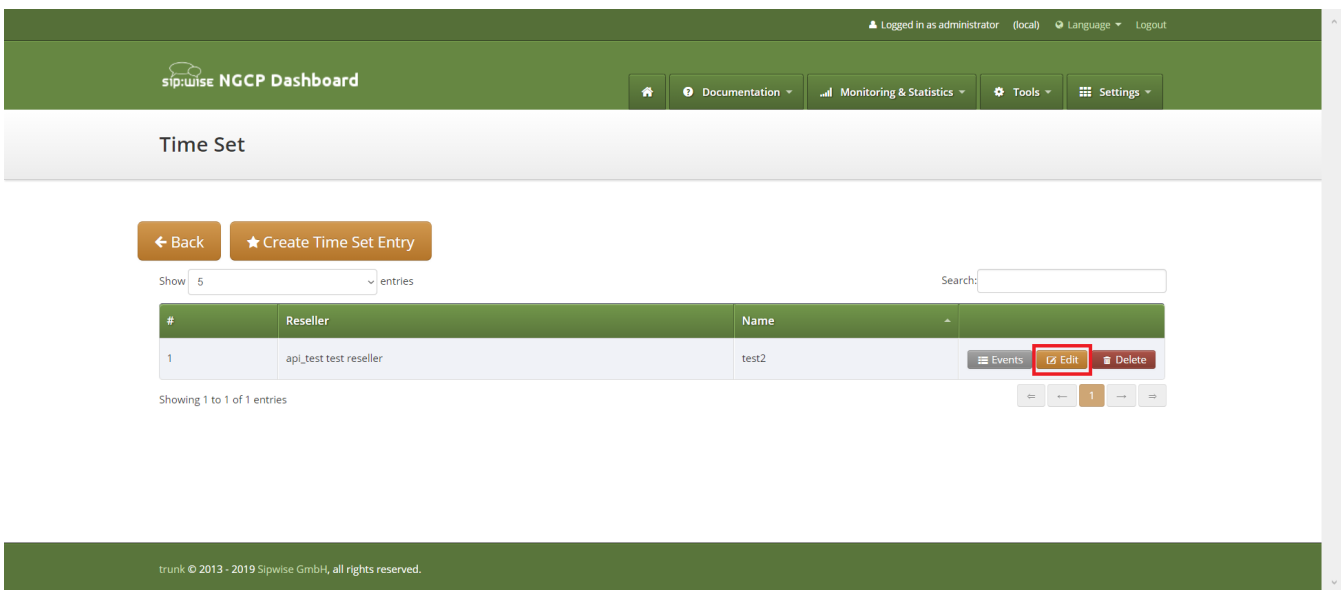 Logged in as administrator (local) Language Logout
sip:wise NGCP Dashboard
Documentation Monitoring & Statistics Tools Settings
Time Set
Back Create Time Set Entry
Show 5 entries Search:
# Reseller Name
1 api_test test reseller test2 Events Edit Delete
Showing 1 to 1 of 1 entries 1
trunk © 2013 - 2019 Sipwise GmbH, all rights reserved.